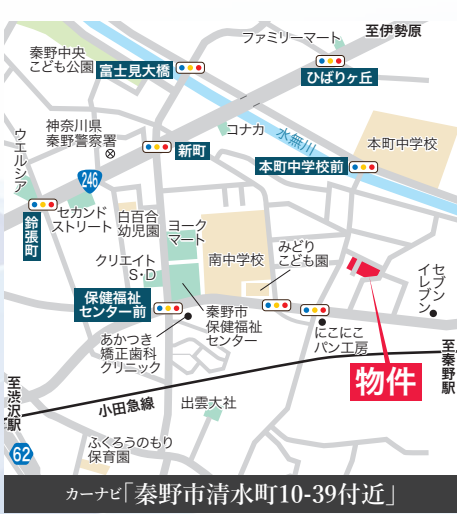 ファミリーマート
至伊勢原
秦野中央
こども公園
富士見大橋
ひばりヶ丘
ウエルシア
神奈川県
秦野警察署
新町
コナカ
水無川
本町中学校
本町中学校前
246
鈴張町
セカンド
ストリート
白百合
幼稚園
ヨーク
マート
クリエイト
S・D
南中学校
みどり
こども園
セブン
イレブン
保健福祉
センター前
秦野市
保健福祉
センター
にこにこ
パン工房
あかつき
矯正歯科
クリニック
物件
至秦野駅
至渋沢駅
小田急線
出雲大社
62
ふくろうのもり
保育園
カーナビ「秦野市清水町10-39付近」